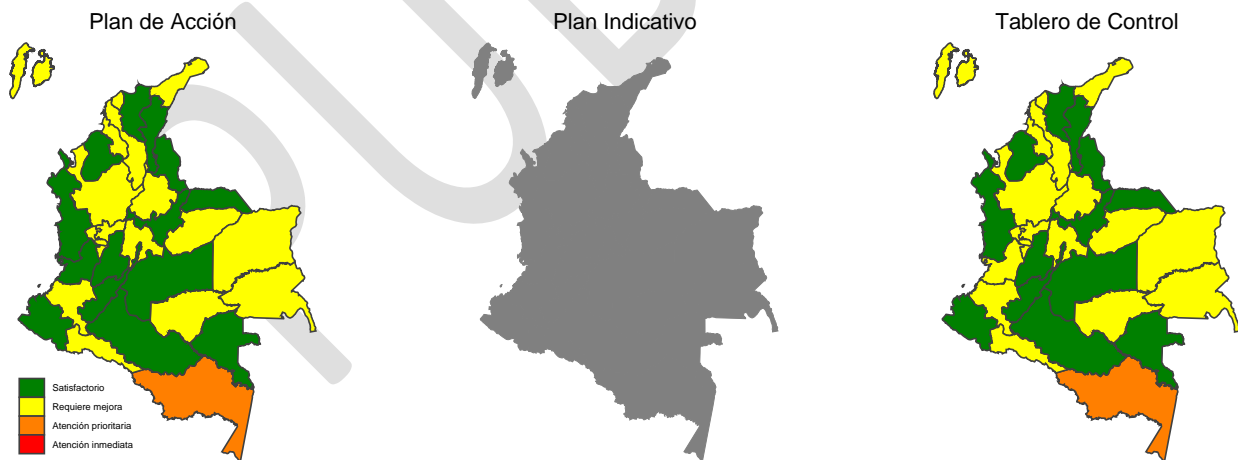 Plan de Acción
Plan Indicativo
Tablero de Control
Satisfactorio
Requiere mejora
Atención prioritaria
Atención inmediata